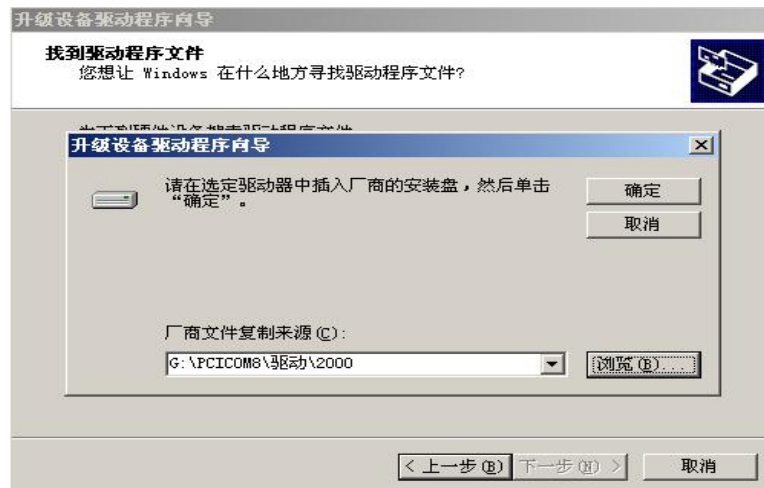 升级设备驱动程序向导
找到驱动程序文件
您想让 Windows 在什么地方寻找驱动程序文件?
升级设备驱动程序向导
请在选定驱动器中插入厂商的安装盘，然后单击
“确定”。
确定
取消
厂商文件复制来源(C):
G:\PCICOM8\驱动\2000
浏览(B)...
< 上一步(B)
下一步(N) >
取消